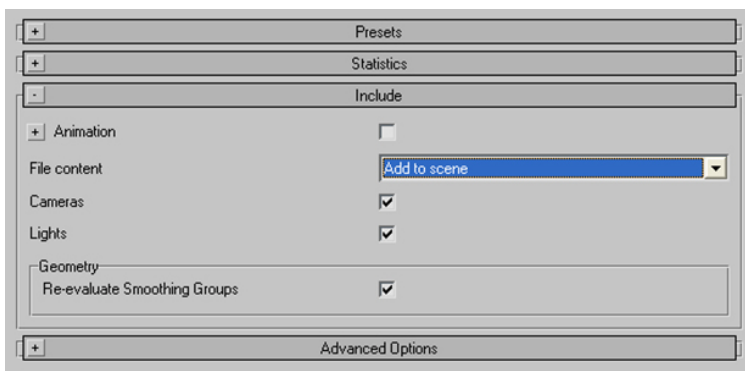 + Presets
+ Statistics
- Include
+ Animation
File content Add to scene
Cameras
Lights
Geometry
Re-evaluate Smoothing Groups
+ Advanced Options